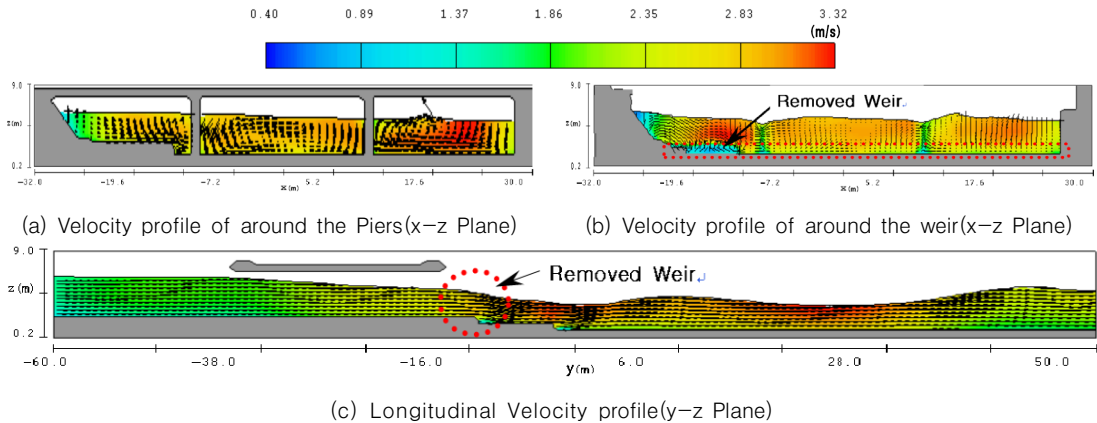 0.40 0.89 1.37 1.86 2.35 2.83 3.32
(m/s)
9.0
z(m)
0.2
-32.0 -19.6 -7.2 5.2 17.6 30.0
x(m)
Removed Weir
9.0
z(m)
0.2
-32.0 -19.6 -7.2 5.2 17.6 30.0
x(m)
(a) Velocity profile of around the Piers(x-z Plane)
(b) Velocity profile of around the weir(x-z Plane)
9.0
z(m)
0.2
Removed Weir
-60.0 -38.0 -16.0 6.0 28.0 50.0
y(m)
(c) Longitudinal Velocity profile(y-z Plane)